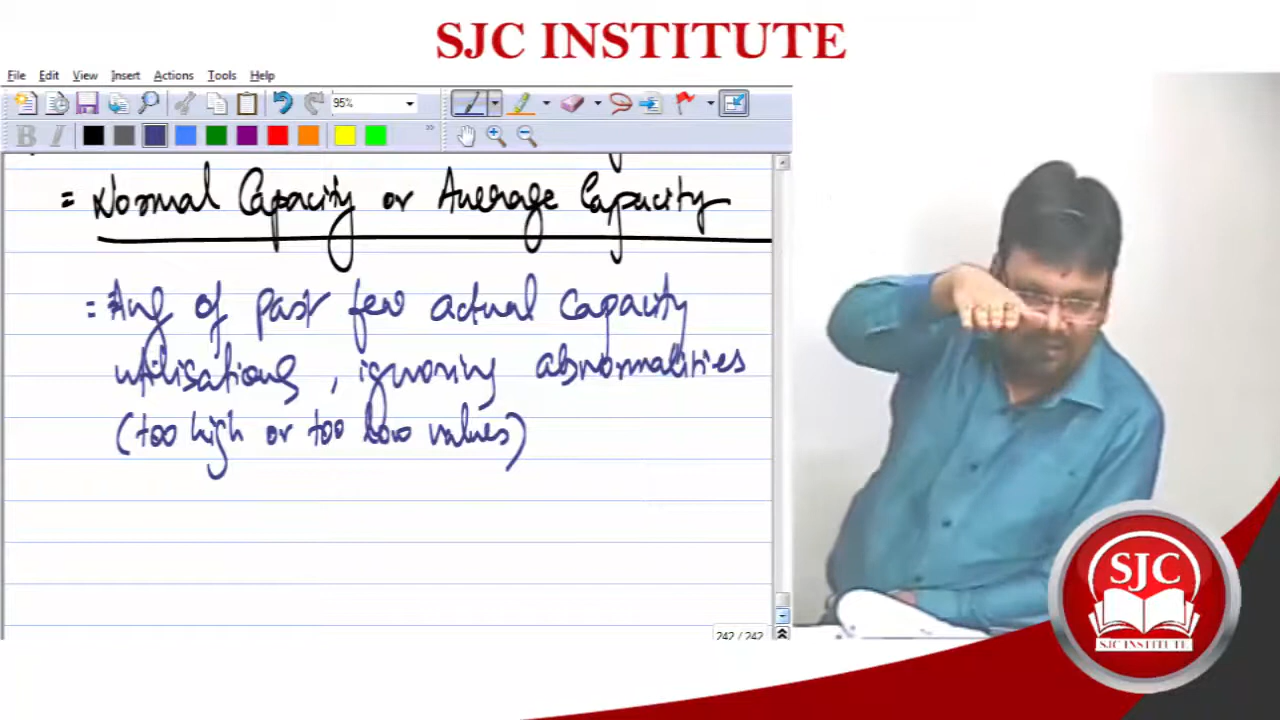 SJC INSTITUTE
File Edit View Insert Actions Tools Help
95%
B I
= Normal Capacity or Average Capacity
= Avg of past few actual capacity
utilisations, ignoring abnormalities
(too high or too low values)
242 / 242
SJC
SJC INSTITUTE